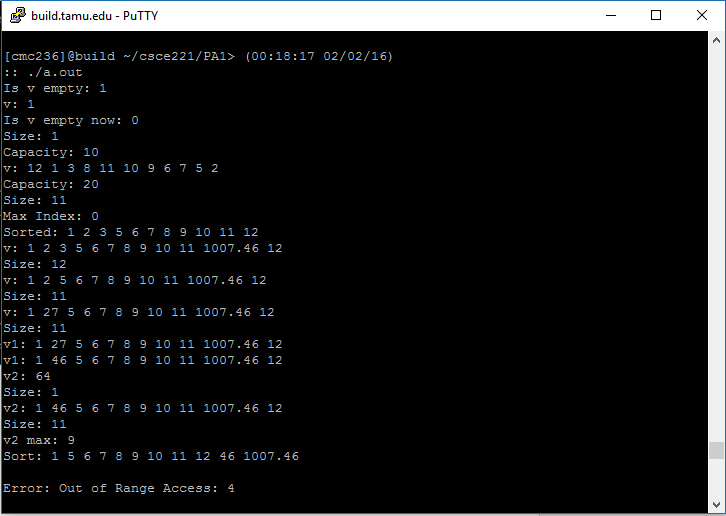 build.tamu.edu - PuTTY
[cmc236]@build ~/csce221/PA1> (00:18:17 02/02/16)
:: ./a.out
Is v empty: 1
v: 1
Is v empty now: 0
Size: 1
Capacity: 10
v: 12 1 3 8 11 10 9 6 7 5 2
Capacity: 20
Size: 11
Max Index: 0
Sorted: 1 2 3 5 6 7 8 9 10 11 12
v: 1 2 3 5 6 7 8 9 10 11 1007.46 12
Size: 12
v: 1 2 5 6 7 8 9 10 11 1007.46 12
Size: 11
v: 1 27 5 6 7 8 9 10 11 1007.46 12
Size: 11
v1: 1 27 5 6 7 8 9 10 11 1007.46 12
v1: 1 46 5 6 7 8 9 10 11 1007.46 12
v2: 64
Size: 1
v2: 1 46 5 6 7 8 9 10 11 1007.46 12
Size: 11
v2 max: 9
Sort: 1 5 6 7 8 9 10 11 12 46 1007.46
Error: Out of Range Access: 4